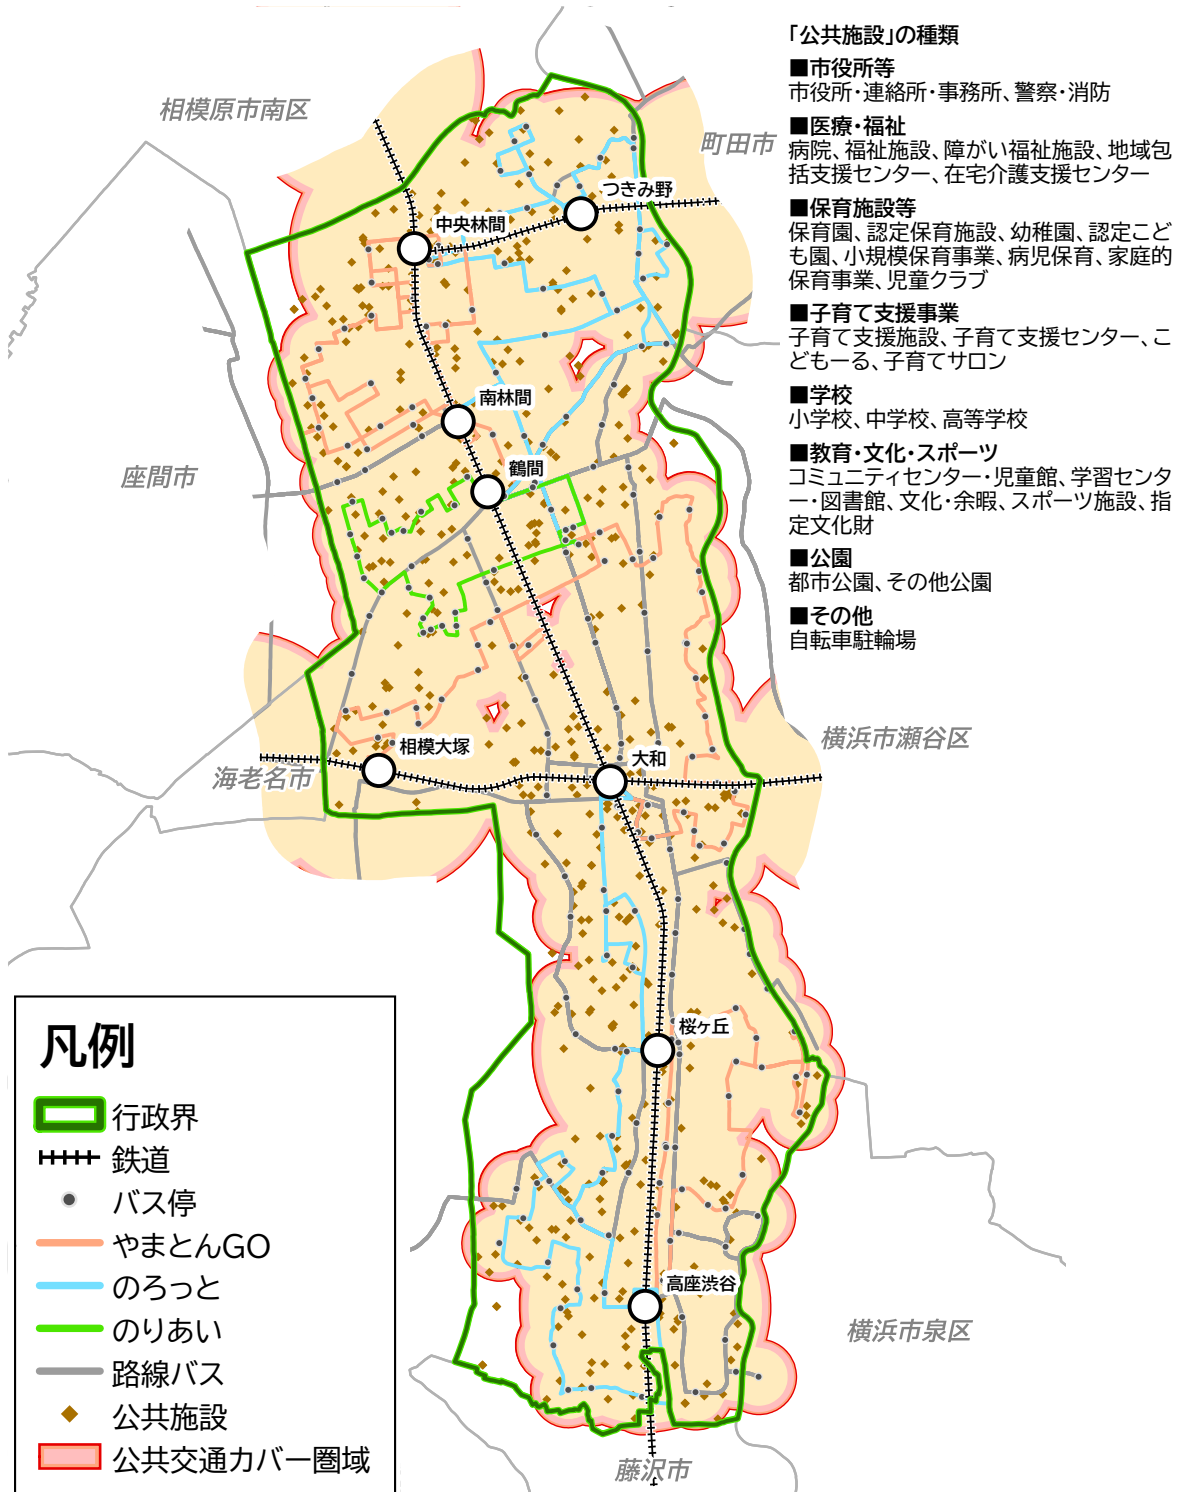 「公共施設」の種類
■市役所等
市役所・連絡所・事務所、警察・消防
■医療・福祉
病院、福祉施設、障がい福祉施設、地域包
括支援センター、在宅介護支援センター
■保育施設等
保育園、認定保育施設、幼稚園、認定こど
も園、小規模保育事業、病児保育、家庭的
保育事業、児童クラブ
■子育て支援事業
子育て支援施設、子育て支援センター、こ
どもーる、子育てサロン
■学校
小学校、中学校、高等学校
■教育・文化・スポーツ
コミュニティセンター・児童館、学習センタ
ー・図書館、文化・余暇、スポーツ施設、指
定文化財
■公園
都市公園、その他公園
■その他
自転車駐輪場
相模原市南区
町田市
つきみ野
中央林間
南林間
鶴間
座間市
相模大塚
大和
海老名市
横浜市瀬谷区
桜ヶ丘
高座渋谷
横浜市泉区
藤沢市
凡例
行政界
鉄道
バス停
やまとんGO
のろっと
のりあい
路線バス
公共施設
公共交通カバー圏域